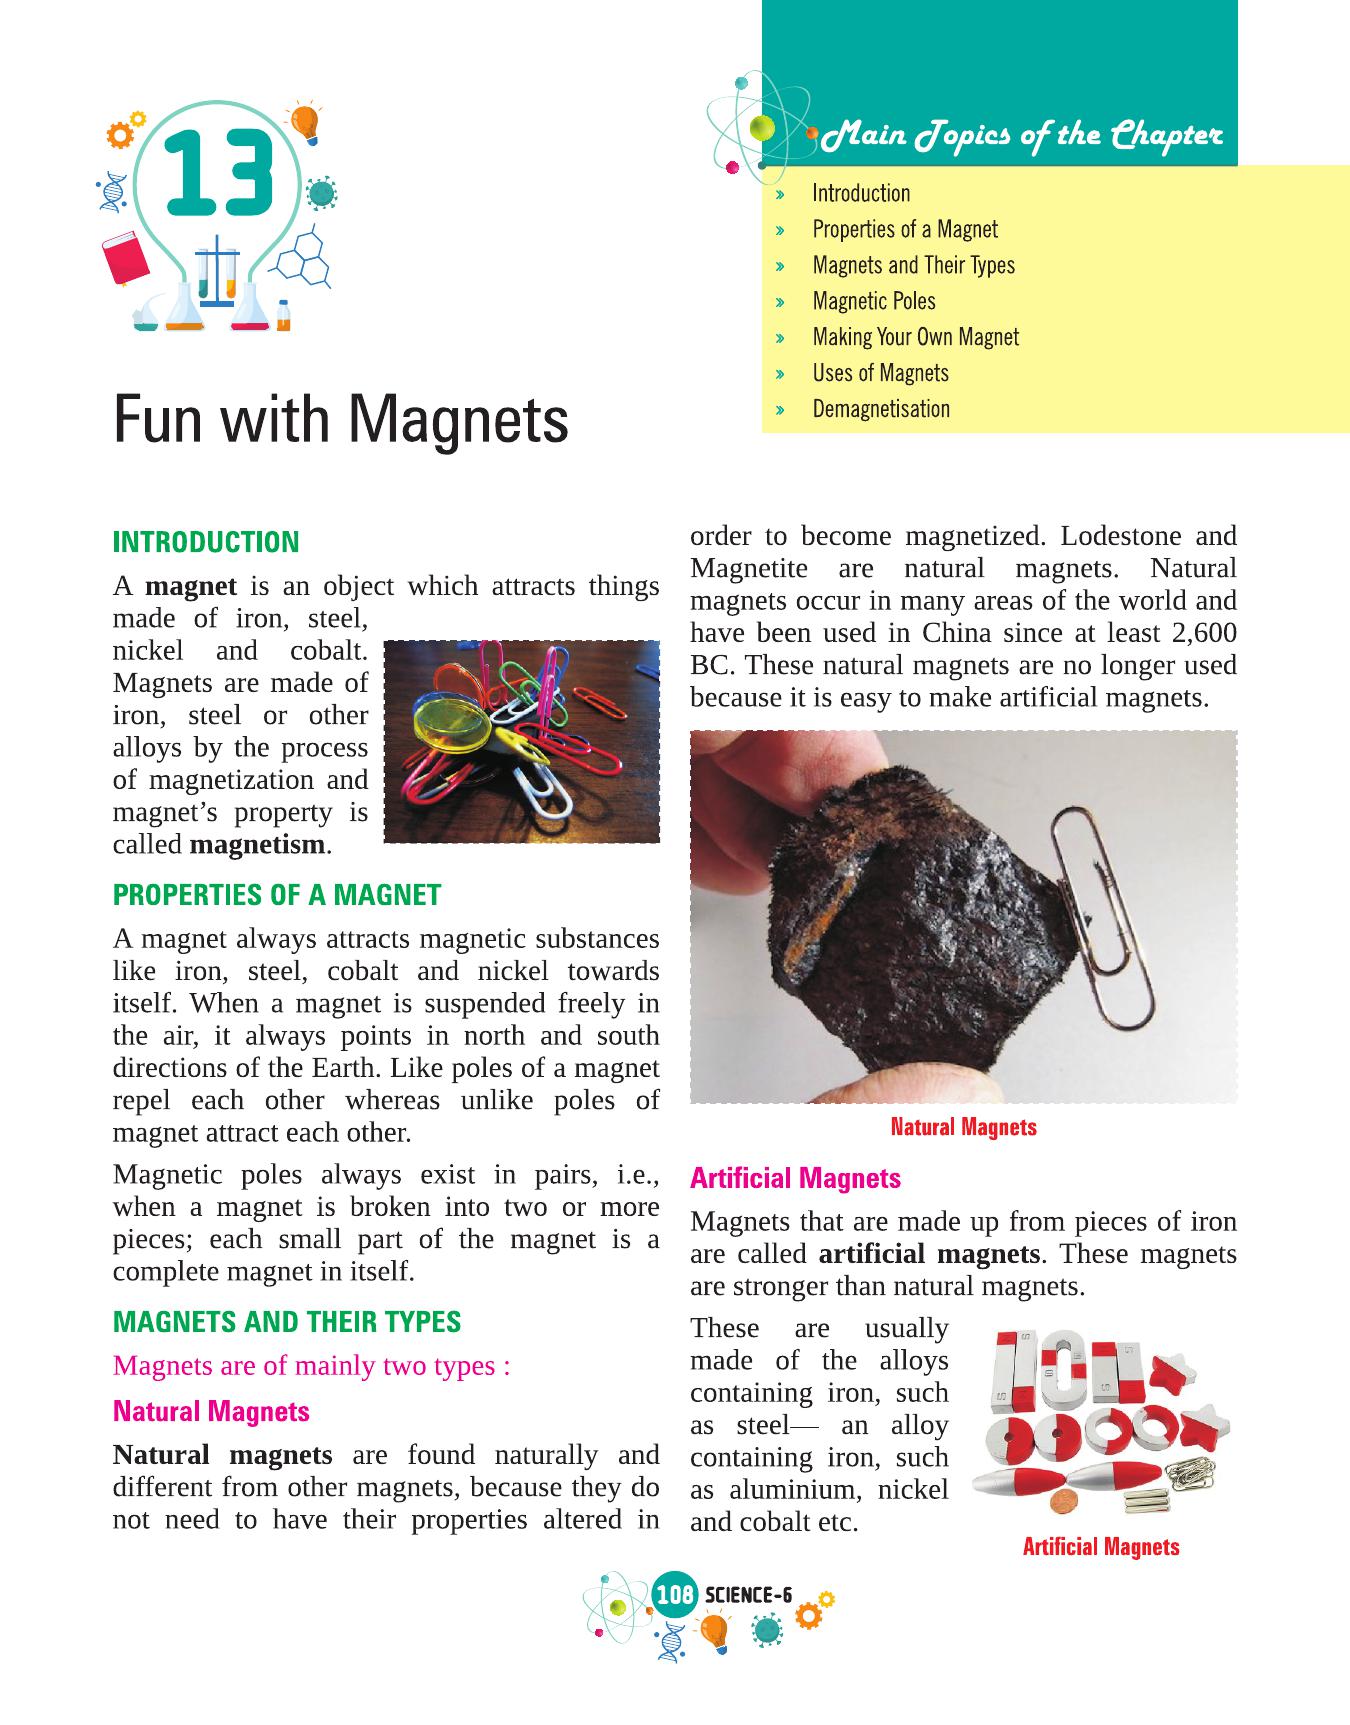 13
Fun with Magnets
Main Topics of the Chapter
» Introduction
» Properties of a Magnet
» Magnets and Their Types
» Magnetic Poles
» Making Your Own Magnet
» Uses of Magnets
» Demagnetisation
INTRODUCTION
A magnet is an object which attracts things
made of iron, steel,
nickel and cobalt.
Magnets are made of
iron, steel or other
alloys by the process
of magnetization and
magnet’s property is
called magnetism.
PROPERTIES OF A MAGNET
A magnet always attracts magnetic substances
like iron, steel, cobalt and nickel towards
itself. When a magnet is suspended freely in
the air, it always points in north and south
directions of the Earth. Like poles of a magnet
repel each other whereas unlike poles of
magnet attract each other.
Magnetic poles always exist in pairs, i.e.,
when a magnet is broken into two or more
pieces; each small part of the magnet is a
complete magnet in itself.
MAGNETS AND THEIR TYPES
Magnets are of mainly two types :
Natural Magnets
Natural magnets are found naturally and
different from other magnets, because they do
not need to have their properties altered in
order to become magnetized. Lodestone and
Magnetite are natural magnets. Natural
magnets occur in many areas of the world and
have been used in China since at least 2,600
BC. These natural magnets are no longer used
because it is easy to make artificial magnets.
Natural Magnets
Artificial Magnets
Magnets that are made up from pieces of iron
are called artificial magnets. These magnets
are stronger than natural magnets.
These are usually
made of the alloys
containing iron, such
as steel— an alloy
containing iron, such
as aluminium, nickel
and cobalt etc.
Artificial Magnets
108 SCIENCE-6